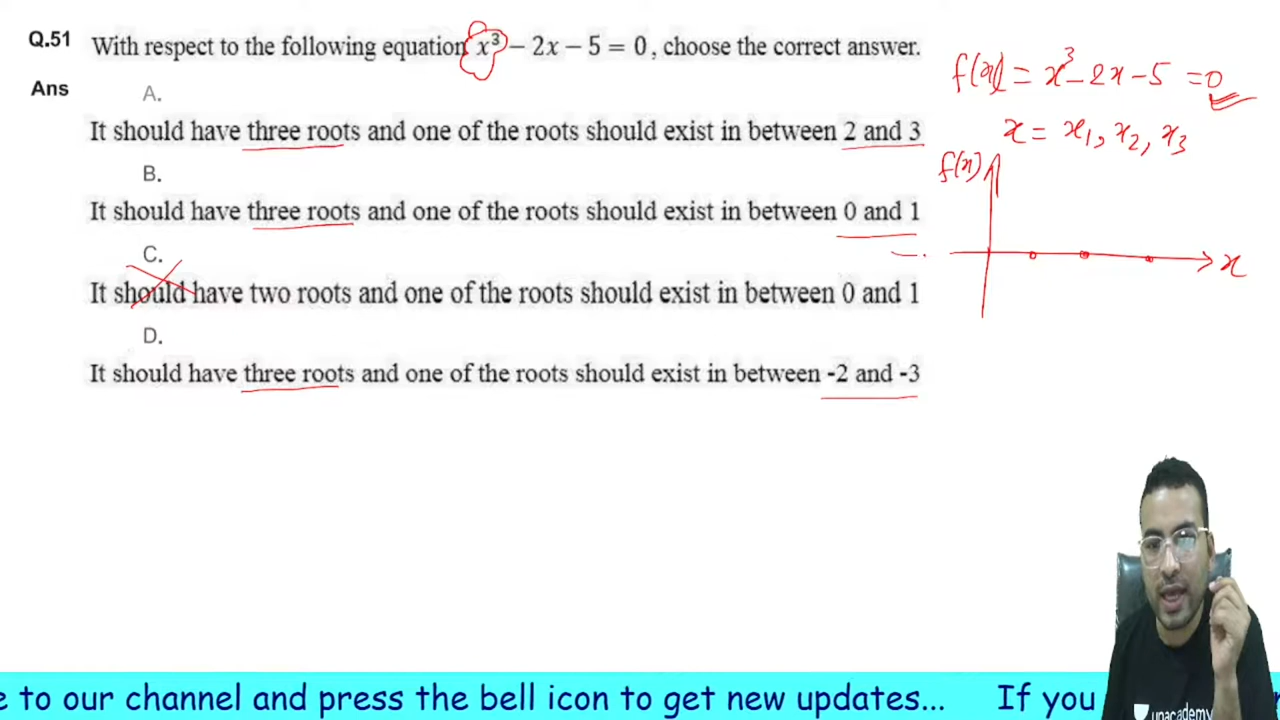 Q.51 With respect to the following equation x³ − 2x − 5 = 0, choose the correct answer.
Ans
A.
It should have three roots and one of the roots should exist in between 2 and 3
B.
It should have three roots and one of the roots should exist in between 0 and 1
C.
It should have two roots and one of the roots should exist in between 0 and 1
D.
It should have three roots and one of the roots should exist in between -2 and -3
f(x) = x³ - 2x - 5 = 0
x = x₁, x₂, x₃
f(x)
x
unacademy
e to our channel and press the bell icon to get new updates... If you